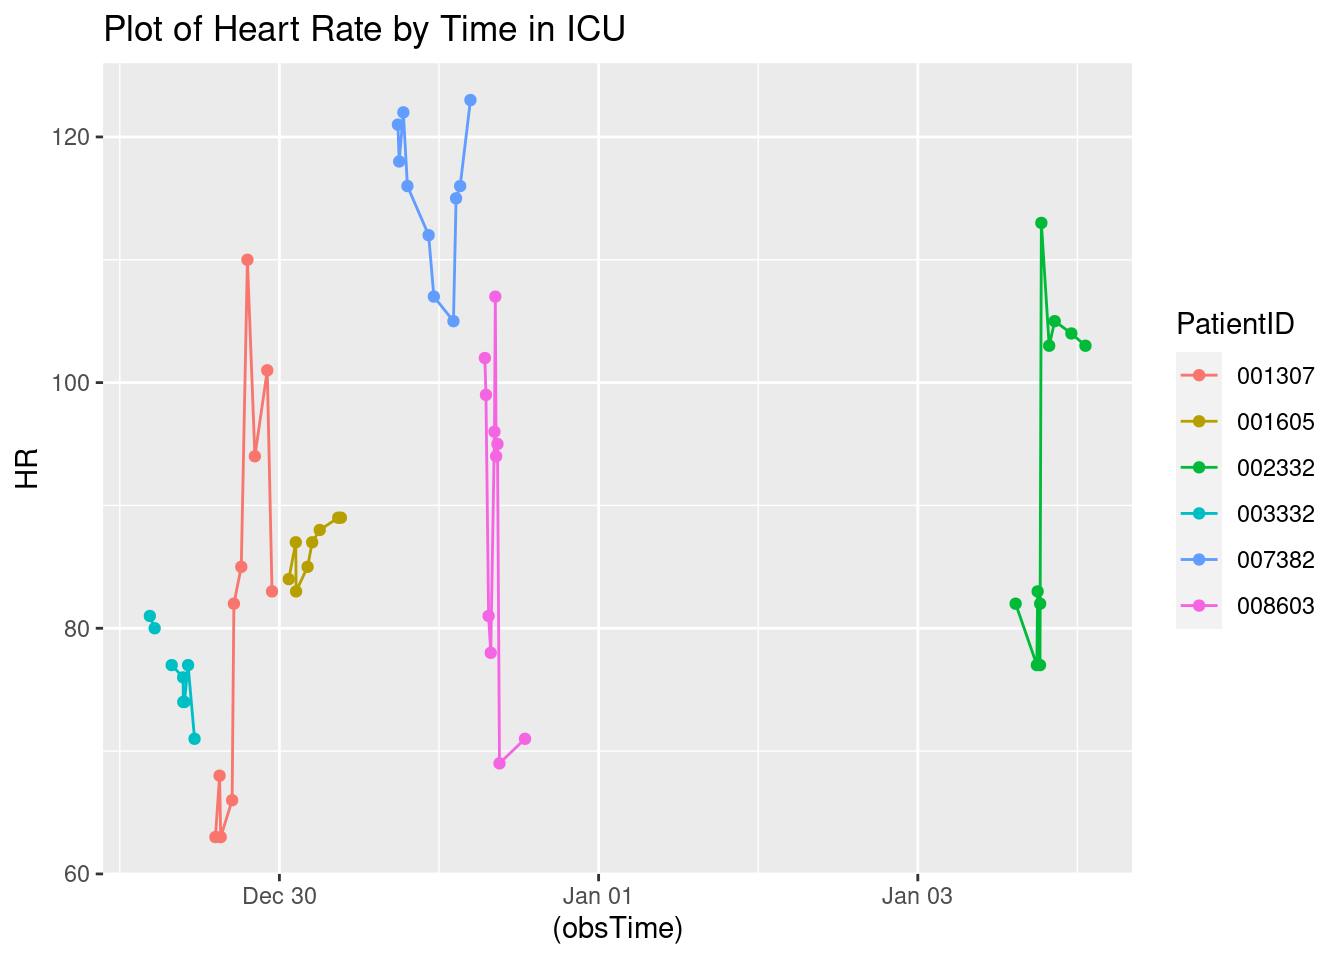 Plot of Heart Rate by Time in ICU
120
100
80
60
HR
Dec 30
Jan 01
Jan 03
(obsTime)
PatientID
001307
001605
002332
003332
007382
008603